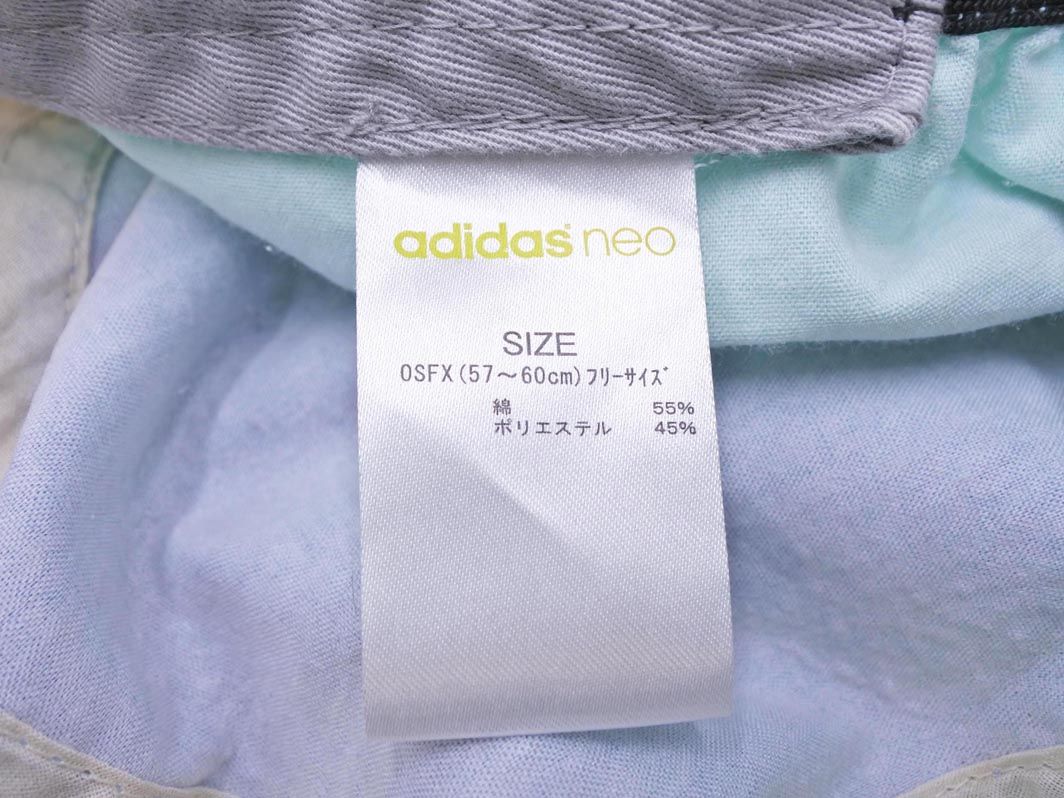 adidas neo
SIZE
OSFX(57～60cm)ﾌﾘｰｻｲｽﾞ
綿 55%
ポリエステル 45%